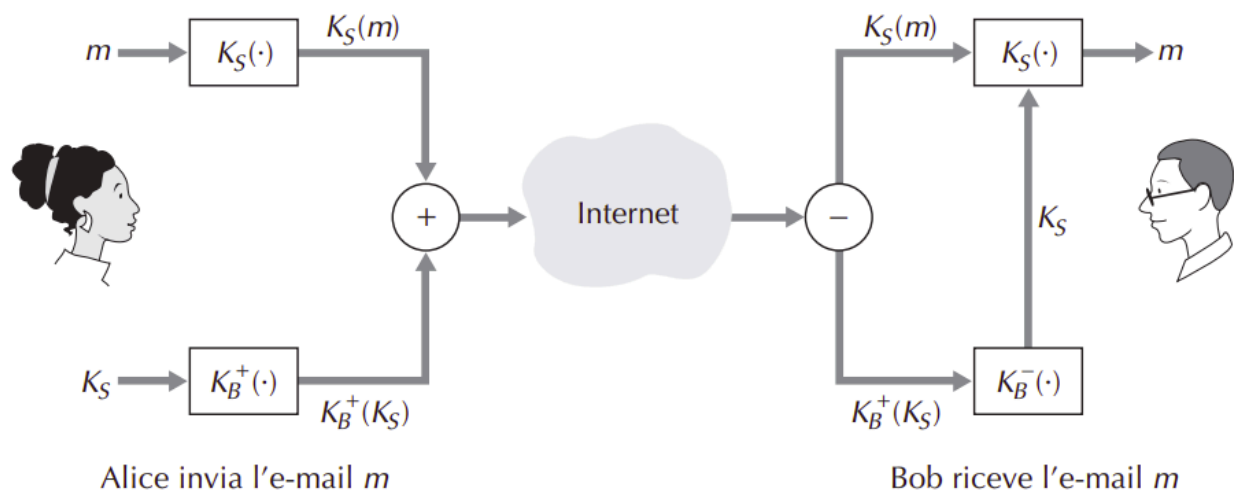 m
K_S(·)
K_S(m)
+
K_S
K_B^+(·)
K_B^+(K_S)
Internet
−
K_S(m)
K_S(·)
m
K_S
K_B^+(K_S)
K_B^−(·)
Alice invia l'e-mail m
Bob riceve l'e-mail m